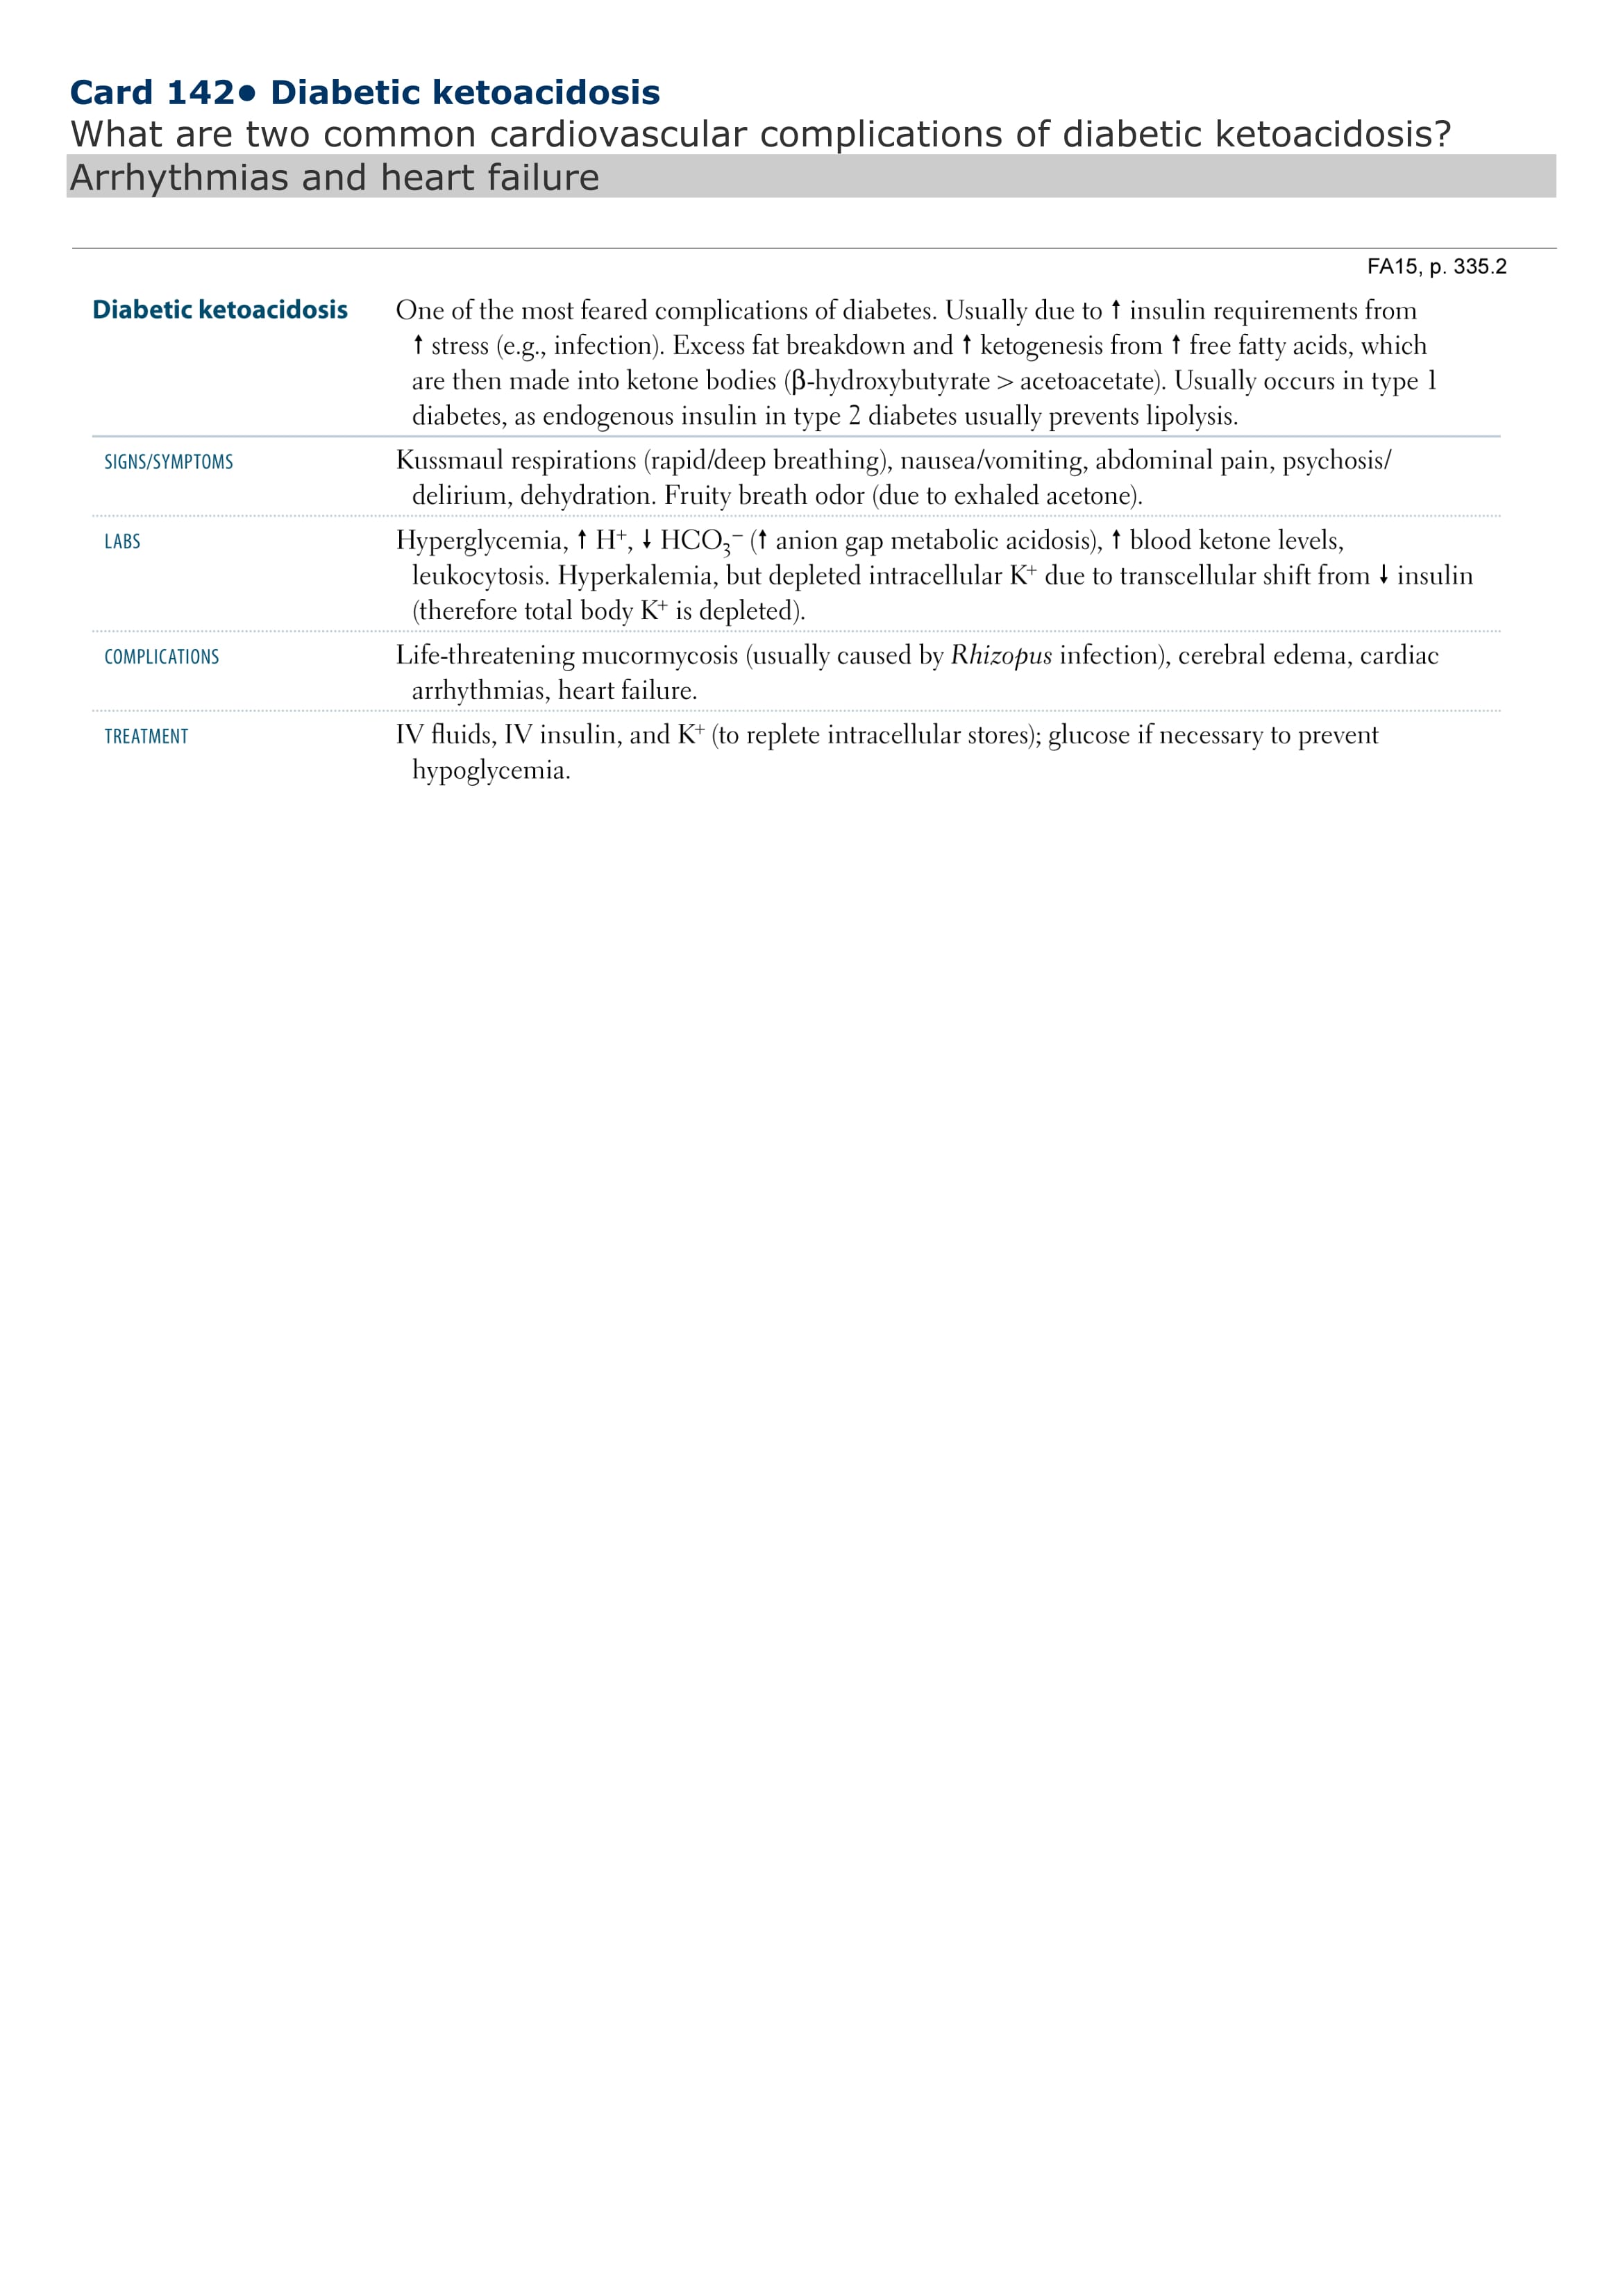 Card 142• Diabetic ketoacidosis
What are two common cardiovascular complications of diabetic ketoacidosis?
Arrhythmias and heart failure
FA15, p. 335.2
Diabetic ketoacidosis One of the most feared complications of diabetes. Usually due to ↑ insulin requirements from
↑ stress (e.g., infection). Excess fat breakdown and ↑ ketogenesis from ↑ free fatty acids, which
are then made into ketone bodies (β-hydroxybutyrate > acetoacetate). Usually occurs in type 1
diabetes, as endogenous insulin in type 2 diabetes usually prevents lipolysis.
SIGNS/SYMPTOMS Kussmaul respirations (rapid/deep breathing), nausea/vomiting, abdominal pain, psychosis/
delirium, dehydration. Fruity breath odor (due to exhaled acetone).
LABS Hyperglycemia, ↑ H⁺, ↓ HCO₃⁻ (↑ anion gap metabolic acidosis), ↑ blood ketone levels,
leukocytosis. Hyperkalemia, but depleted intracellular K⁺ due to transcellular shift from ↓ insulin
(therefore total body K⁺ is depleted).
COMPLICATIONS Life-threatening mucormycosis (usually caused by Rhizopus infection), cerebral edema, cardiac
arrhythmias, heart failure.
TREATMENT IV fluids, IV insulin, and K⁺ (to replete intracellular stores); glucose if necessary to prevent
hypoglycemia.